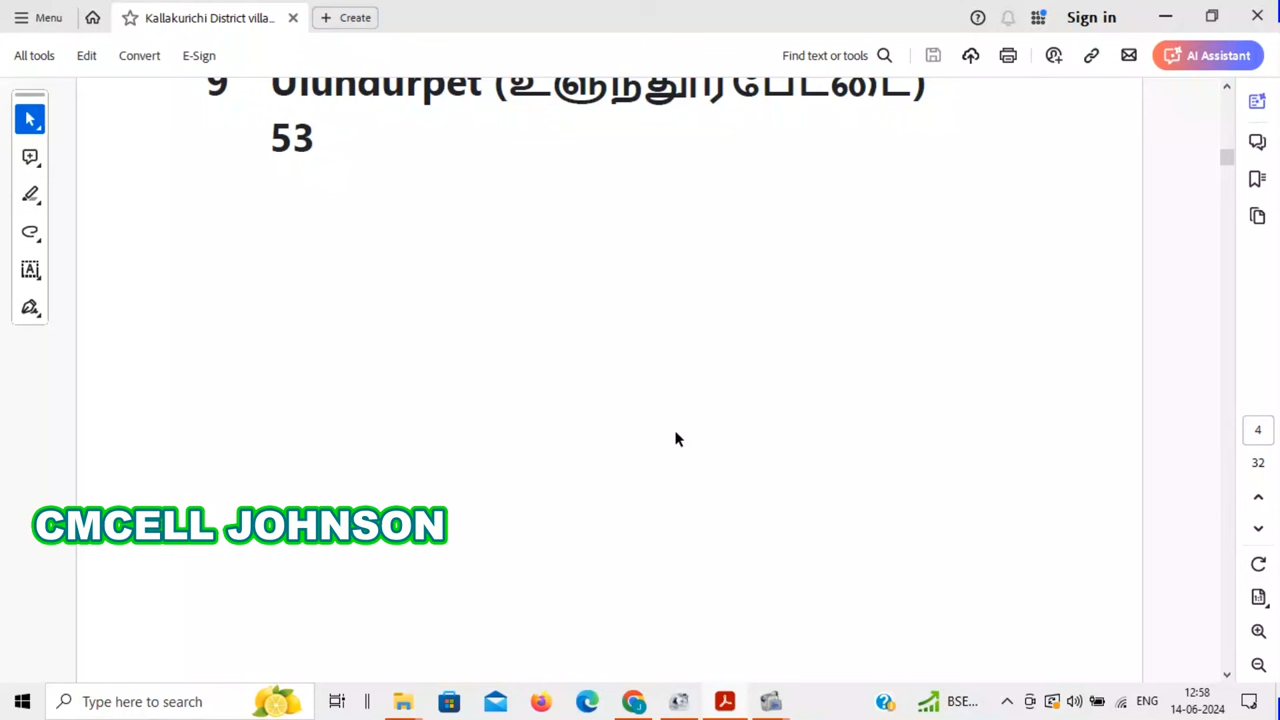 Menu
Kallakurichi District villa...
Create
Sign in
All tools
Edit
Convert
E-Sign
Find text or tools
AI Assistant
9 Ulundurpet (உளுந்தூர்பேட்டை)
53
4
32
CMCELL JOHNSON
Type here to search
BSE...
ENG
12:58
14-06-2024